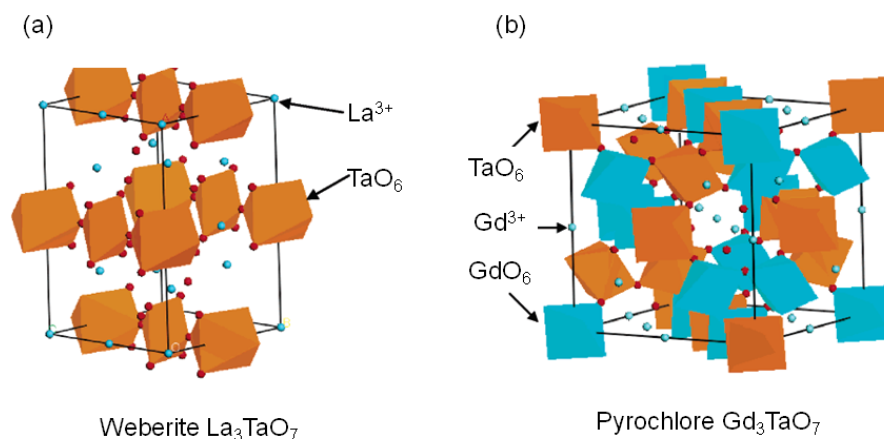 (a)
(b)
La³⁺
TaO₆
TaO₆
Gd³⁺
GdO₆
Weberite La₃TaO₇
Pyrochlore Gd₃TaO₇